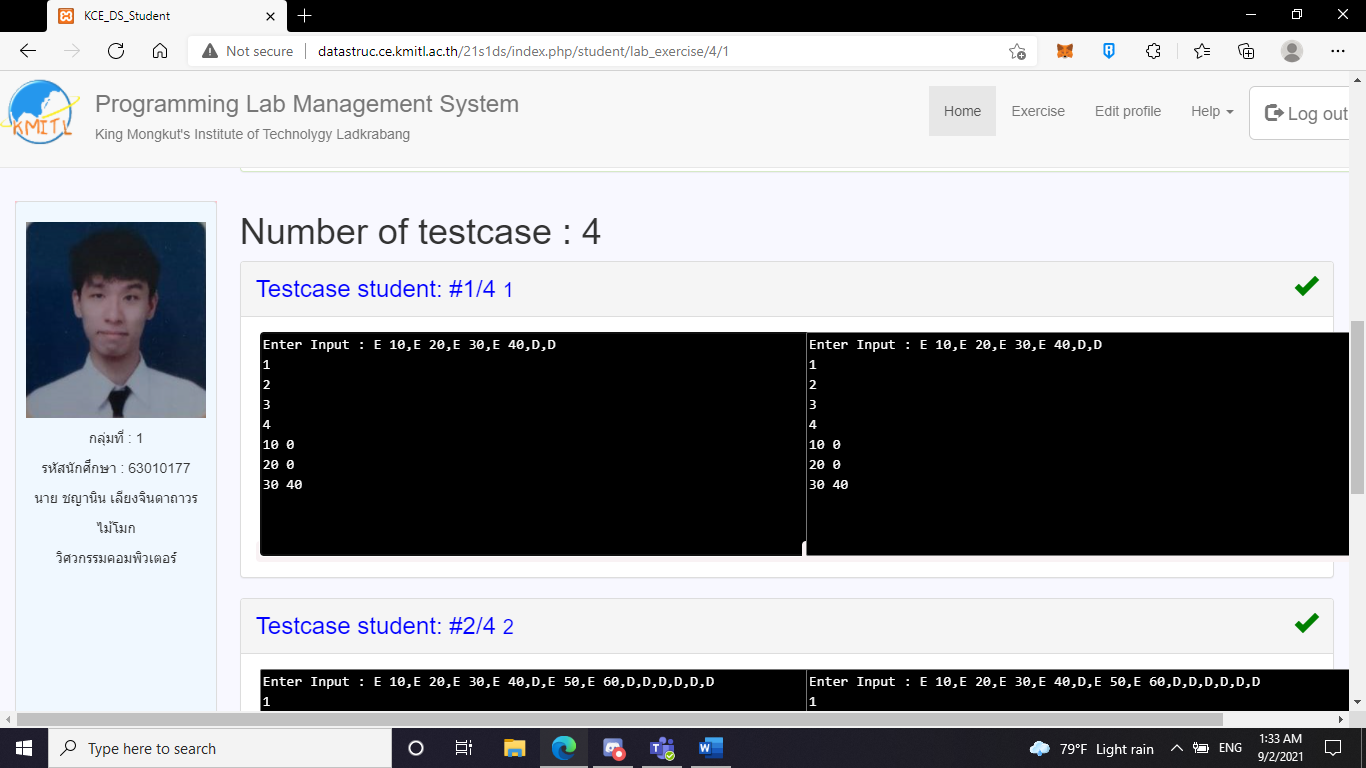 KCE_DS_Student
Not secure
datastruc.ce.kmitl.ac.th/21s1ds/index.php/student/lab_exercise/4/1
KMITL
Programming Lab Management System
King Mongkut's Institute of Technolygy Ladkrabang
Home
Exercise
Edit profile
Help
Log out
กลุ่มที่ : 1
รหัสนักศึกษา : 63010177
นาย ชญานิน เลียงจินดาถาวร
ไม้โมก
วิศวกรรมคอมพิวเตอร์
Number of testcase : 4
Testcase student: #1/4 1
Enter Input : E 10,E 20,E 30,E 40,D,D
1
2
3
4
10 0
20 0
30 40
Enter Input : E 10,E 20,E 30,E 40,D,D
1
2
3
4
10 0
20 0
30 40
Testcase student: #2/4 2
Enter Input : E 10,E 20,E 30,E 40,D,E 50,E 60,D,D,D,D,D,D
1
Enter Input : E 10,E 20,E 30,E 40,D,E 50,E 60,D,D,D,D,D,D
1
Type here to search
79°F Light rain
ENG
1:33 AM
9/2/2021